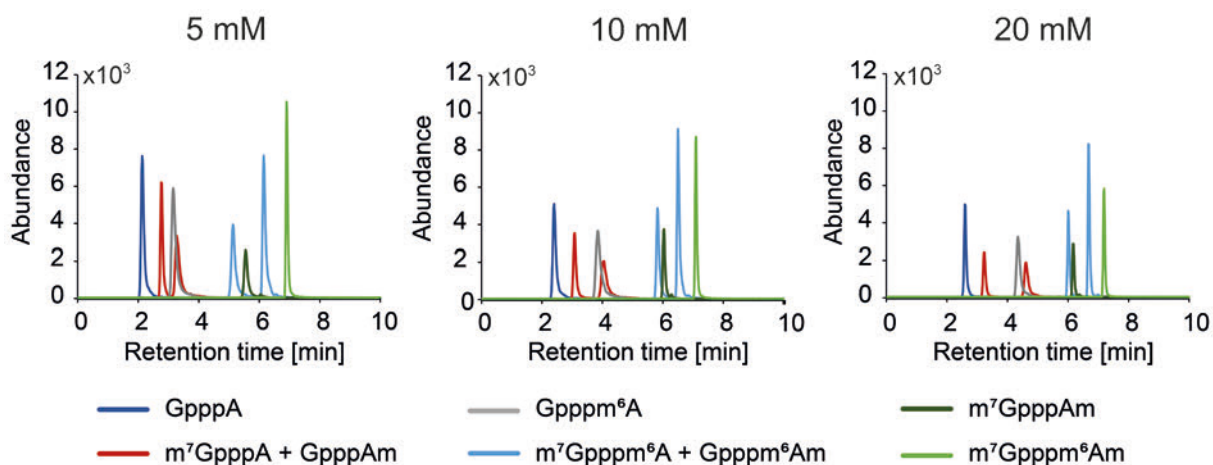 5 mM
10 mM
20 mM
12 x10³
10
8
6
4
2
0
Abundance
0 2 4 6 8 10
Retention time [min]
12 x10³
10
8
6
4
2
0
Abundance
0 2 4 6 8 10
Retention time [min]
12 x10³
10
8
6
4
2
0
Abundance
0 2 4 6 8 10
Retention time [min]
GpppA
Gpppm⁶A
m⁷GpppAm
m⁷GpppA + GpppAm
m⁷Gpppm⁶A + Gpppm⁶Am
m⁷Gpppm⁶Am